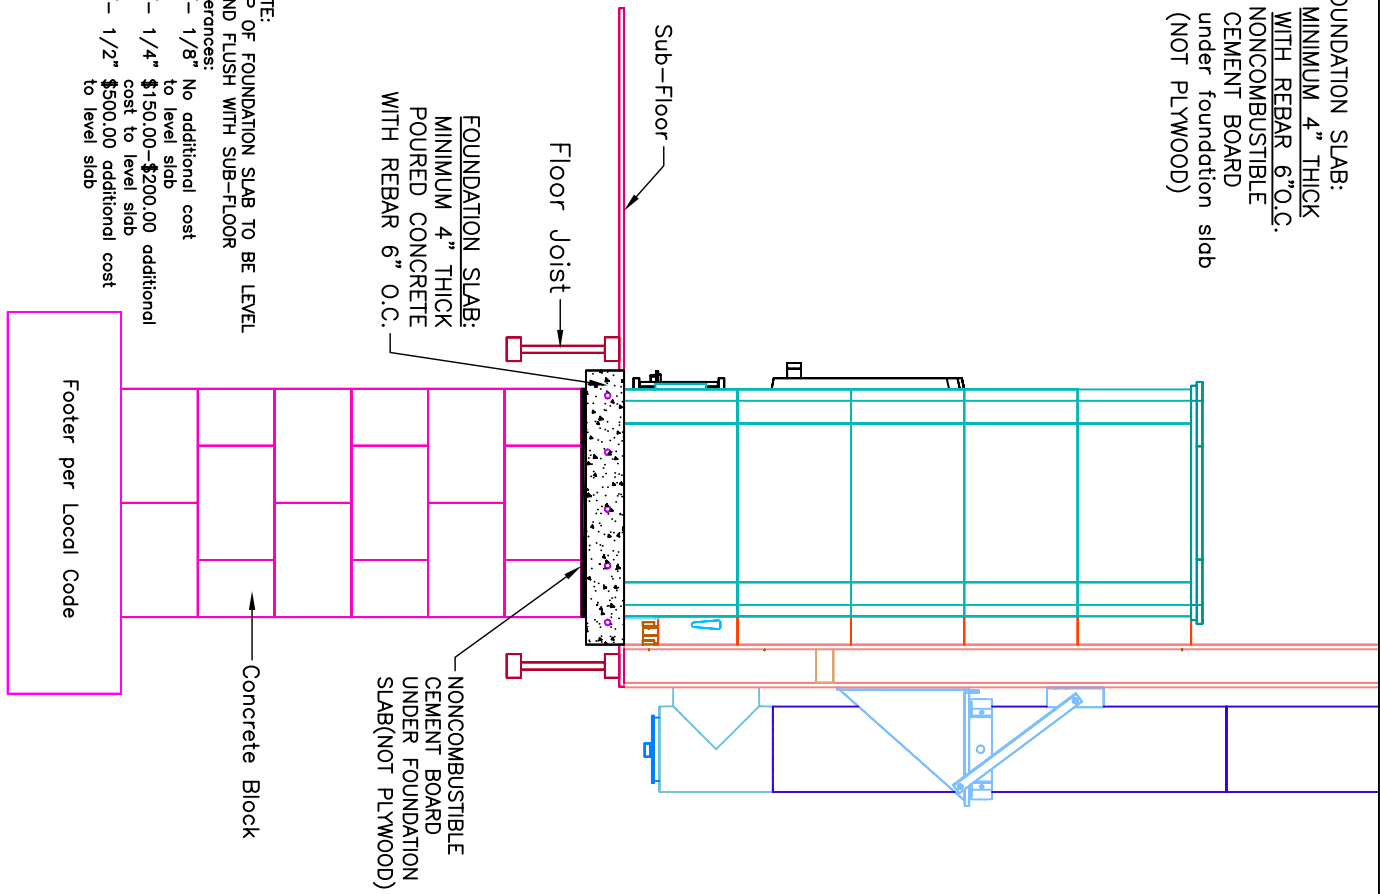 OUNDATION SLAB:
MINIMUM 4" THICK
WITH REBAR 6"O.C.
NONCOMBUSTIBLE
CEMENT BOARD
under foundation slab
(NOT PLYWOOD)
Sub-Floor
Floor Joist
FOUNDATION SLAB:
MINIMUM 4" THICK
POURED CONCRETE
WITH REBAR 6" O.C.
TE:
P OF FOUNDATION SLAB TO BE LEVEL
ND FLUSH WITH SUB-FLOOR
erances:
- 1/8" No additional cost
to level slab
- 1/4" $150.00-$200.00 additional
cost to level slab
- 1/2" $500.00 additional cost
to level slab
NONCOMBUSTIBLE
CEMENT BOARD
UNDER FOUNDATION
SLAB(NOT PLYWOOD)
Concrete Block
Footer per Local Code